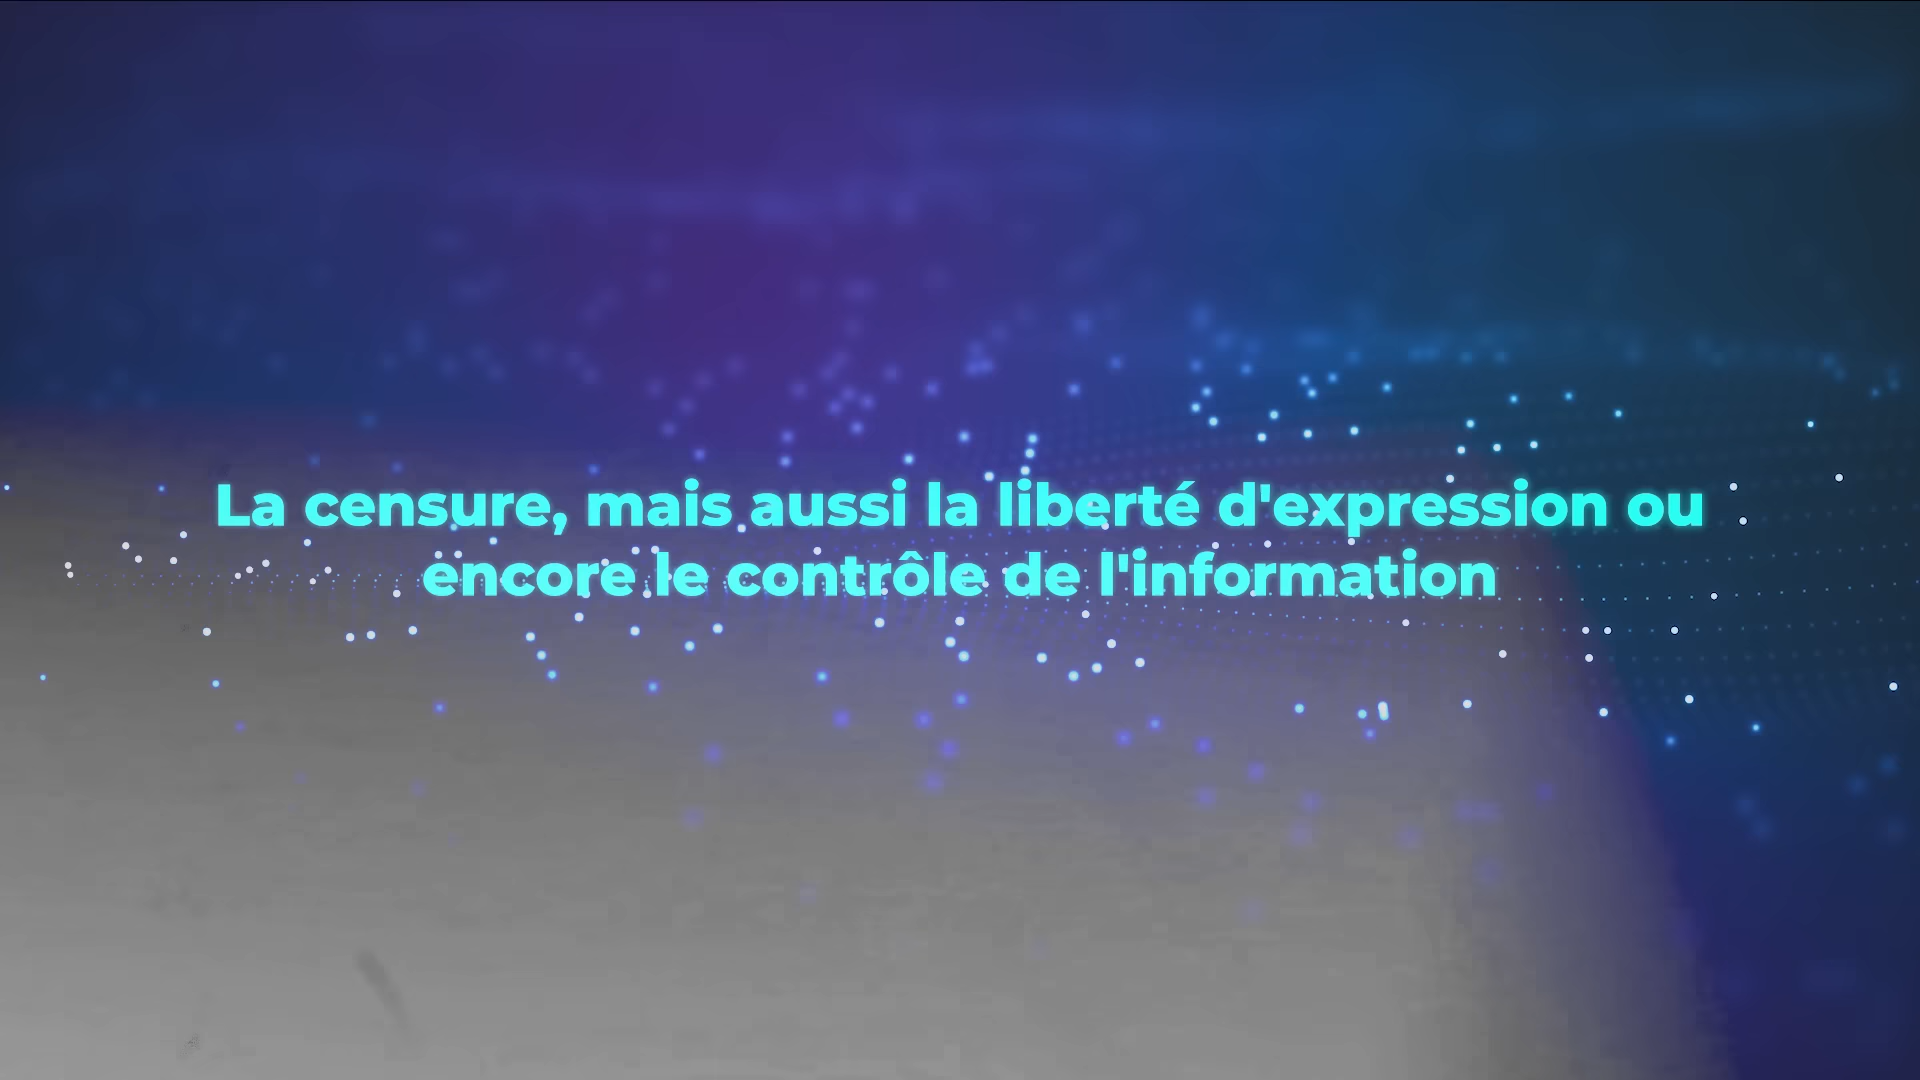 La censure, mais aussi la liberté d'expression ou
encore le contrôle de l'information